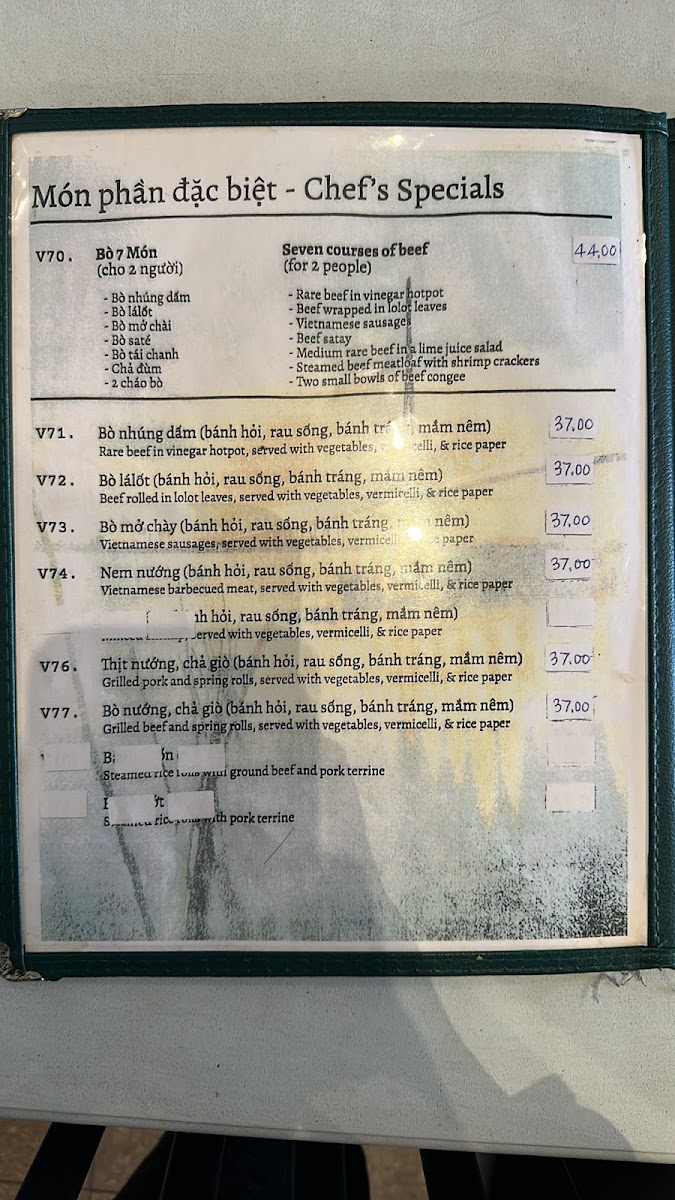 Món phần đặc biệt - Chef's Specials
V70. Bò 7 Món Seven courses of beef 44.00
(cho 2 người) (for 2 people)
- Bò nhúng dấm - Rare beef in vinegar hotpot
- Bò lálốt - Beef wrapped in lolot leaves
- Bò mở chài - Vietnamese sausages
- Bò saté - Beef satay
- Bò tái chanh - Medium rare beef in a lime juice salad
- Chả đùm - Steamed beef meatloaf with shrimp crackers
- 2 cháo bò - Two small bowls of beef congee
V71. Bò nhúng dấm (bánh hỏi, rau sống, bánh mắm nêm) 37.00
Rare beef in vinegar hotpot, served with vegetables, & rice paper
V72. Bò lálốt (bánh hỏi, rau sống, bánh tráng, mắm nêm) 37.00
Beef rolled in lolot leaves, served with vegetables, vermicelli, & rice paper
V73. Bò mở chày (bánh hỏi, rau sống, bánh tráng, nêm) 37.00
Vietnamese sausages, served with vegetables, paper
V74. Nem nướng (bánh hỏi, rau sống, bánh tráng, mắm nêm) 37.00
Vietnamese barbecued meat, served with vegetables, vermicelli, & rice paper
hỏi, rau sống, bánh tráng, mắm nêm)
served with vegetables, vermicelli, & rice paper
V76. Thịt nướng, chả giò (bánh hỏi, rau sống, bánh tráng, mắm nêm) 37.00
Grilled pork and spring rolls, served with vegetables, vermicelli, & rice paper
V77. Bò nướng, chả giò (bánh hỏi, rau sống, bánh tráng, mắm nêm) 37.00
Grilled beef and spring rolls, served with vegetables, vermicelli, & rice paper
Steamed rice rolls with ground beef and pork terrine
with pork terrine